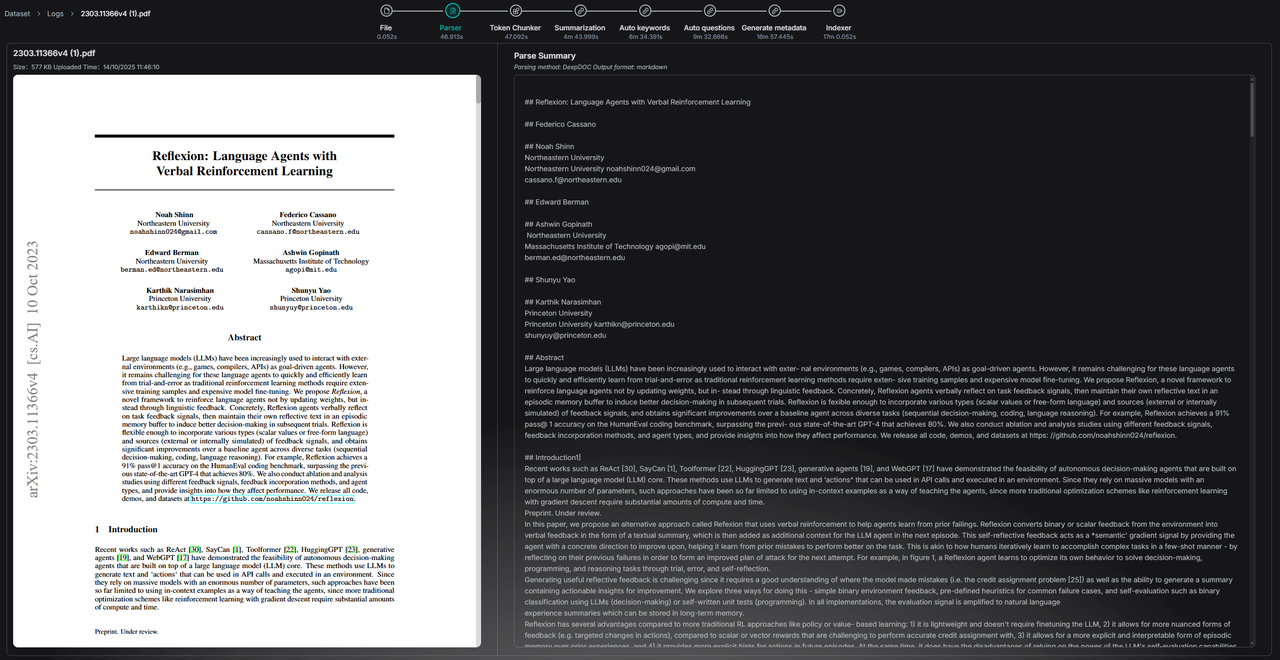 Dataset > Logs > 2303.11366v4 (1).pdf
File
0.052s
Parser
46.913s
Token Chunker
47.092s
Summarization
4m 43.999s
Auto keywords
6m 34.391s
Auto questions
9m 32.666s
Generate metadata
16m 57.445s
Indexer
17m 0.052s
2303.11366v4 (1).pdf
Size: 577 KB Uploaded Time: 14/10/2025 11:46:10
arXiv:2303.11366v4 [cs.AI] 10 Oct 2023
Reflexion: Language Agents with
Verbal Reinforcement Learning
Noah Shinn
Northeastern University
noahshinn024@gmail.com
Federico Cassano
Northeastern University
cassano.f@northeastern.edu
Edward Berman
Northeastern University
berman.ed@northeastern.edu
Ashwin Gopinath
Massachusetts Institute of Technology
agopi@mit.edu
Karthik Narasimhan
Princeton University
karthikn@princeton.edu
Shunyu Yao
Princeton University
shunyuy@princeton.edu
Abstract
Large language models (LLMs) have been increasingly used to interact with exter-
nal environments (e.g., games, compilers, APIs) as goal-driven agents. However,
it remains challenging for these language agents to quickly and efficiently learn
from trial-and-error as traditional reinforcement learning methods require exten-
sive training samples and expensive model fine-tuning. We propose Reflexion, a
novel framework to reinforce language agents not by updating weights, but in-
stead through linguistic feedback. Concretely, Reflexion agents verbally reflect
on task feedback signals, then maintain their own reflective text in an episodic
memory buffer to induce better decision-making in subsequent trials. Reflexion is
flexible enough to incorporate various types (scalar values or free-form language)
and sources (external or internally simulated) of feedback signals, and obtains
significant improvements over a baseline agent across diverse tasks (sequential
decision-making, coding, language reasoning). For example, Reflexion achieves a
91% pass@1 accuracy on the HumanEval coding benchmark, surpassing the previ-
ous state-of-the-art GPT-4 that achieves 80%. We also conduct ablation and analysis
studies using different feedback signals, feedback incorporation methods, and agent
types, and provide insights into how they affect performance. We release all code,
demos, and datasets at https://github.com/noahshinn024/reflexion.
1 Introduction
Recent works such as ReAct [30], SayCan [1], Toolformer [22], HuggingGPT [23], generative
agents [19], and WebGPT [17] have demonstrated the feasibility of autonomous decision-making
agents that are built on top of a large language model (LLM) core. These methods use LLMs to
generate text and 'actions' that can be used in API calls and executed in an environment. Since
they rely on massive models with an enormous number of parameters, such approaches have been
so far limited to using in-context examples as a way of teaching the agents, since more traditional
optimization schemes like reinforcement learning with gradient descent require substantial amounts
of compute and time.
Preprint. Under review.
Parse Summary
Parsing method: DeepDOC Output format: markdown
## Reflexion: Language Agents with Verbal Reinforcement Learning
## Federico Cassano
## Noah Shinn
Northeastern University
Northeastern University noahshinn024@gmail.com
cassano.f@northeastern.edu
## Edward Berman
## Ashwin Gopinath
Northeastern University
Massachusetts Institute of Technology agopi@mit.edu
berman.ed@northeastern.edu
## Shunyu Yao
## Karthik Narasimhan
Princeton University
Princeton University karthikn@princeton.edu
shunyuy@princeton.edu
## Abstract
Large language models (LLMs) have been increasingly used to interact with exter- nal environments (e.g., games, compilers, APIs) as goal-driven agents. However, it remains challenging for these language agents
to quickly and efficiently learn from trial-and-error as traditional reinforcement learning methods require exten- sive training samples and expensive model fine-tuning. We propose Reflexion, a novel framework to
reinforce language agents not by updating weights, but in- stead through linguistic feedback. Concretely, Reflexion agents verbally reflect on task feedback signals, then maintain their own reflective text in an
episodic memory buffer to induce better decision-making in subsequent trials. Reflexion is flexible enough to incorporate various types (scalar values or free-form language) and sources (external or internally
simulated) of feedback signals, and obtains significant improvements over a baseline agent across diverse tasks (sequential decision-making, coding, language reasoning). For example, Reflexion achieves a 91%
pass@ 1 accuracy on the HumanEval coding benchmark, surpassing the previ- ous state-of-the-art GPT-4 that achieves 80%. We also conduct ablation and analysis studies using different feedback signals,
feedback incorporation methods, and agent types, and provide insights into how they affect performance. We release all code, demos, and datasets at https: //github.com/noahshinn024/reflexion.
## Introduction1]
Recent works such as ReAct [30], SayCan [1], Toolformer [22], HuggingGPT [23], generative agents [19], and WebGPT [17] have demonstrated the feasibility of autonomous decision-making agents that are built on
top of a large language model (LLM) core. These methods use LLMs to generate text and 'actions" that can be used in API calls and executed in an environment. Since they rely on massive models with an
enormous number of parameters, such approaches have been so far limited to using in-context examples as a way of teaching the agents, since more traditional optimization schemes like reinforcement learning
with gradient descent require substantial amounts of compute and time.
Preprint. Under review.
In this paper, we propose an alternative approach called Reflexion that uses verbal reinforcement to help agents learn from prior failings. Reflexion converts binary or scalar feedback from the environment into
verbal feedback in the form of a textual summary, which is then added as additional context for the LLM agent in the next episode. This self-reflective feedback acts as a *semantic' gradient signal by providing the
agent with a concrete direction to improve upon, helping it learn from prior mistakes to perform better on the task. This is akin to how humans iteratively learn to accomplish complex tasks in a few-shot manner - by
reflecting on their previous failures in order to form an improved plan of attack for the next attempt. For example, in figure 1, a Reflexion agent learns to optimize its own behavior to solve decision-making,
programming, and reasoning tasks through trial, error, and self-reflection.
Generating useful reflective feedback is challenging since it requires a good understanding of where the model made mistakes (i.e. the credit assignment problem [25]) as well as the ability to generate a summary
containing actionable insights for improvement. We explore three ways for doing this - simple binary environment feedback, pre-defined heuristics for common failure cases, and self-evaluation such as binary
classification using LLMs (decision-making) or self-written unit tests (programming). In all implementations, the evaluation signal is amplified to natural language
experience summaries which can be stored in long-term memory.
Reflexion has several advantages compared to more traditional RL approaches like policy or value- based learning: 1) it is lightweight and doesn't require finetuning the LLM, 2) it allows for more nuanced forms of
feedback (e.g. targeted changes in actions), compared to scalar or vector rewards that are challenging to perform accurate credit assignment with, 3) it allows for a more explicit and interpretable form of episodic
memory over prior experiences, and 4) it provides more explicit hints for actions in future episodes. At the same time, it does have the disadvantages of relying on the power of the LLM's self-evaluation capabilities